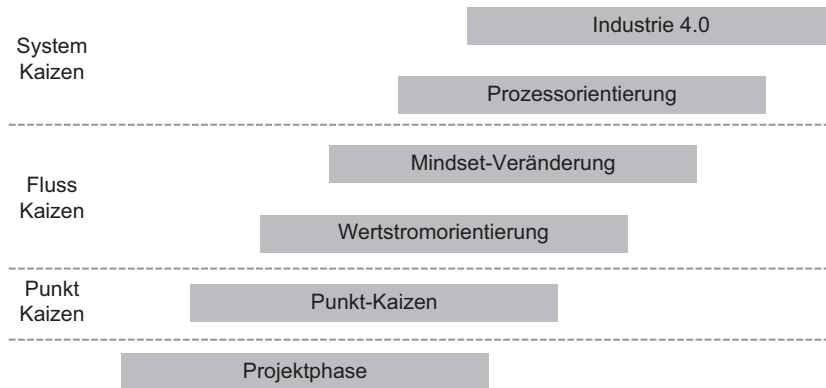 System
Kaizen
Industrie 4.0
Prozessorientierung
Fluss
Kaizen
Mindset-Veränderung
Wertstromorientierung
Punkt
Kaizen
Punkt-Kaizen
Projektphase